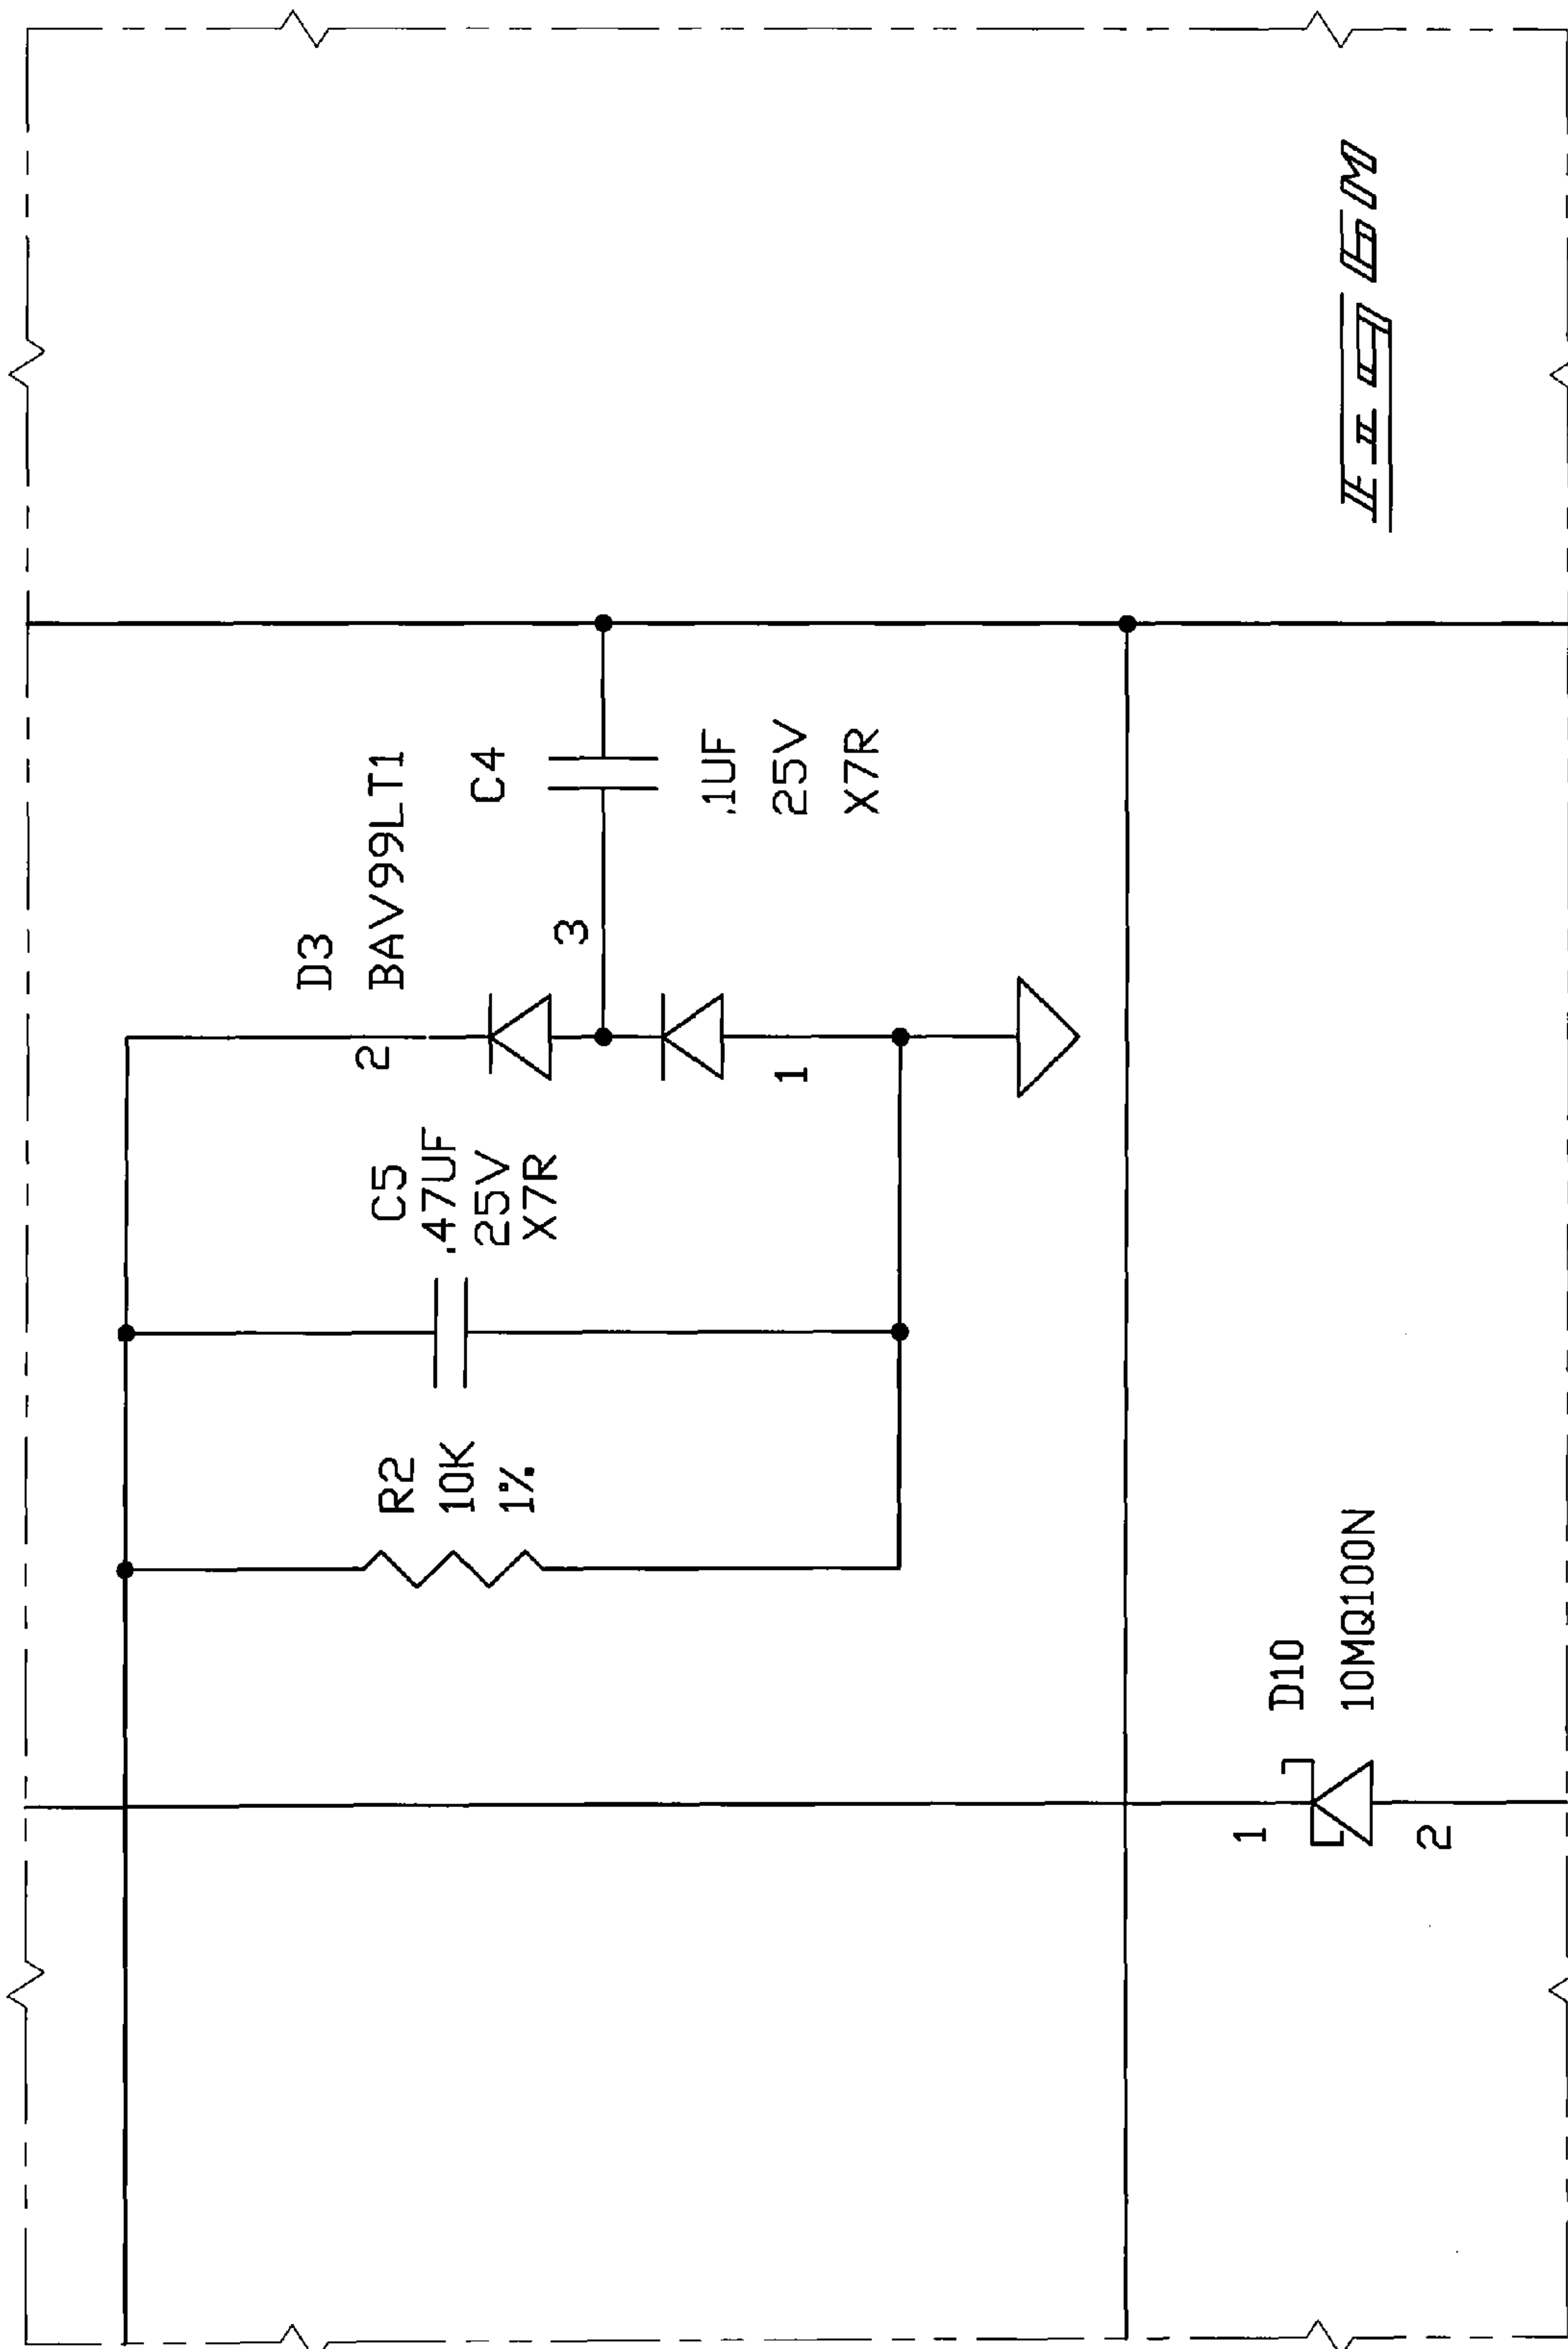 D3
BAV99LT1
2
3
1
C4
.1UF
25V
X7R
C5
.47UF
25V
X7R
R2
10K
1%
D10
10MQ100N
1
2